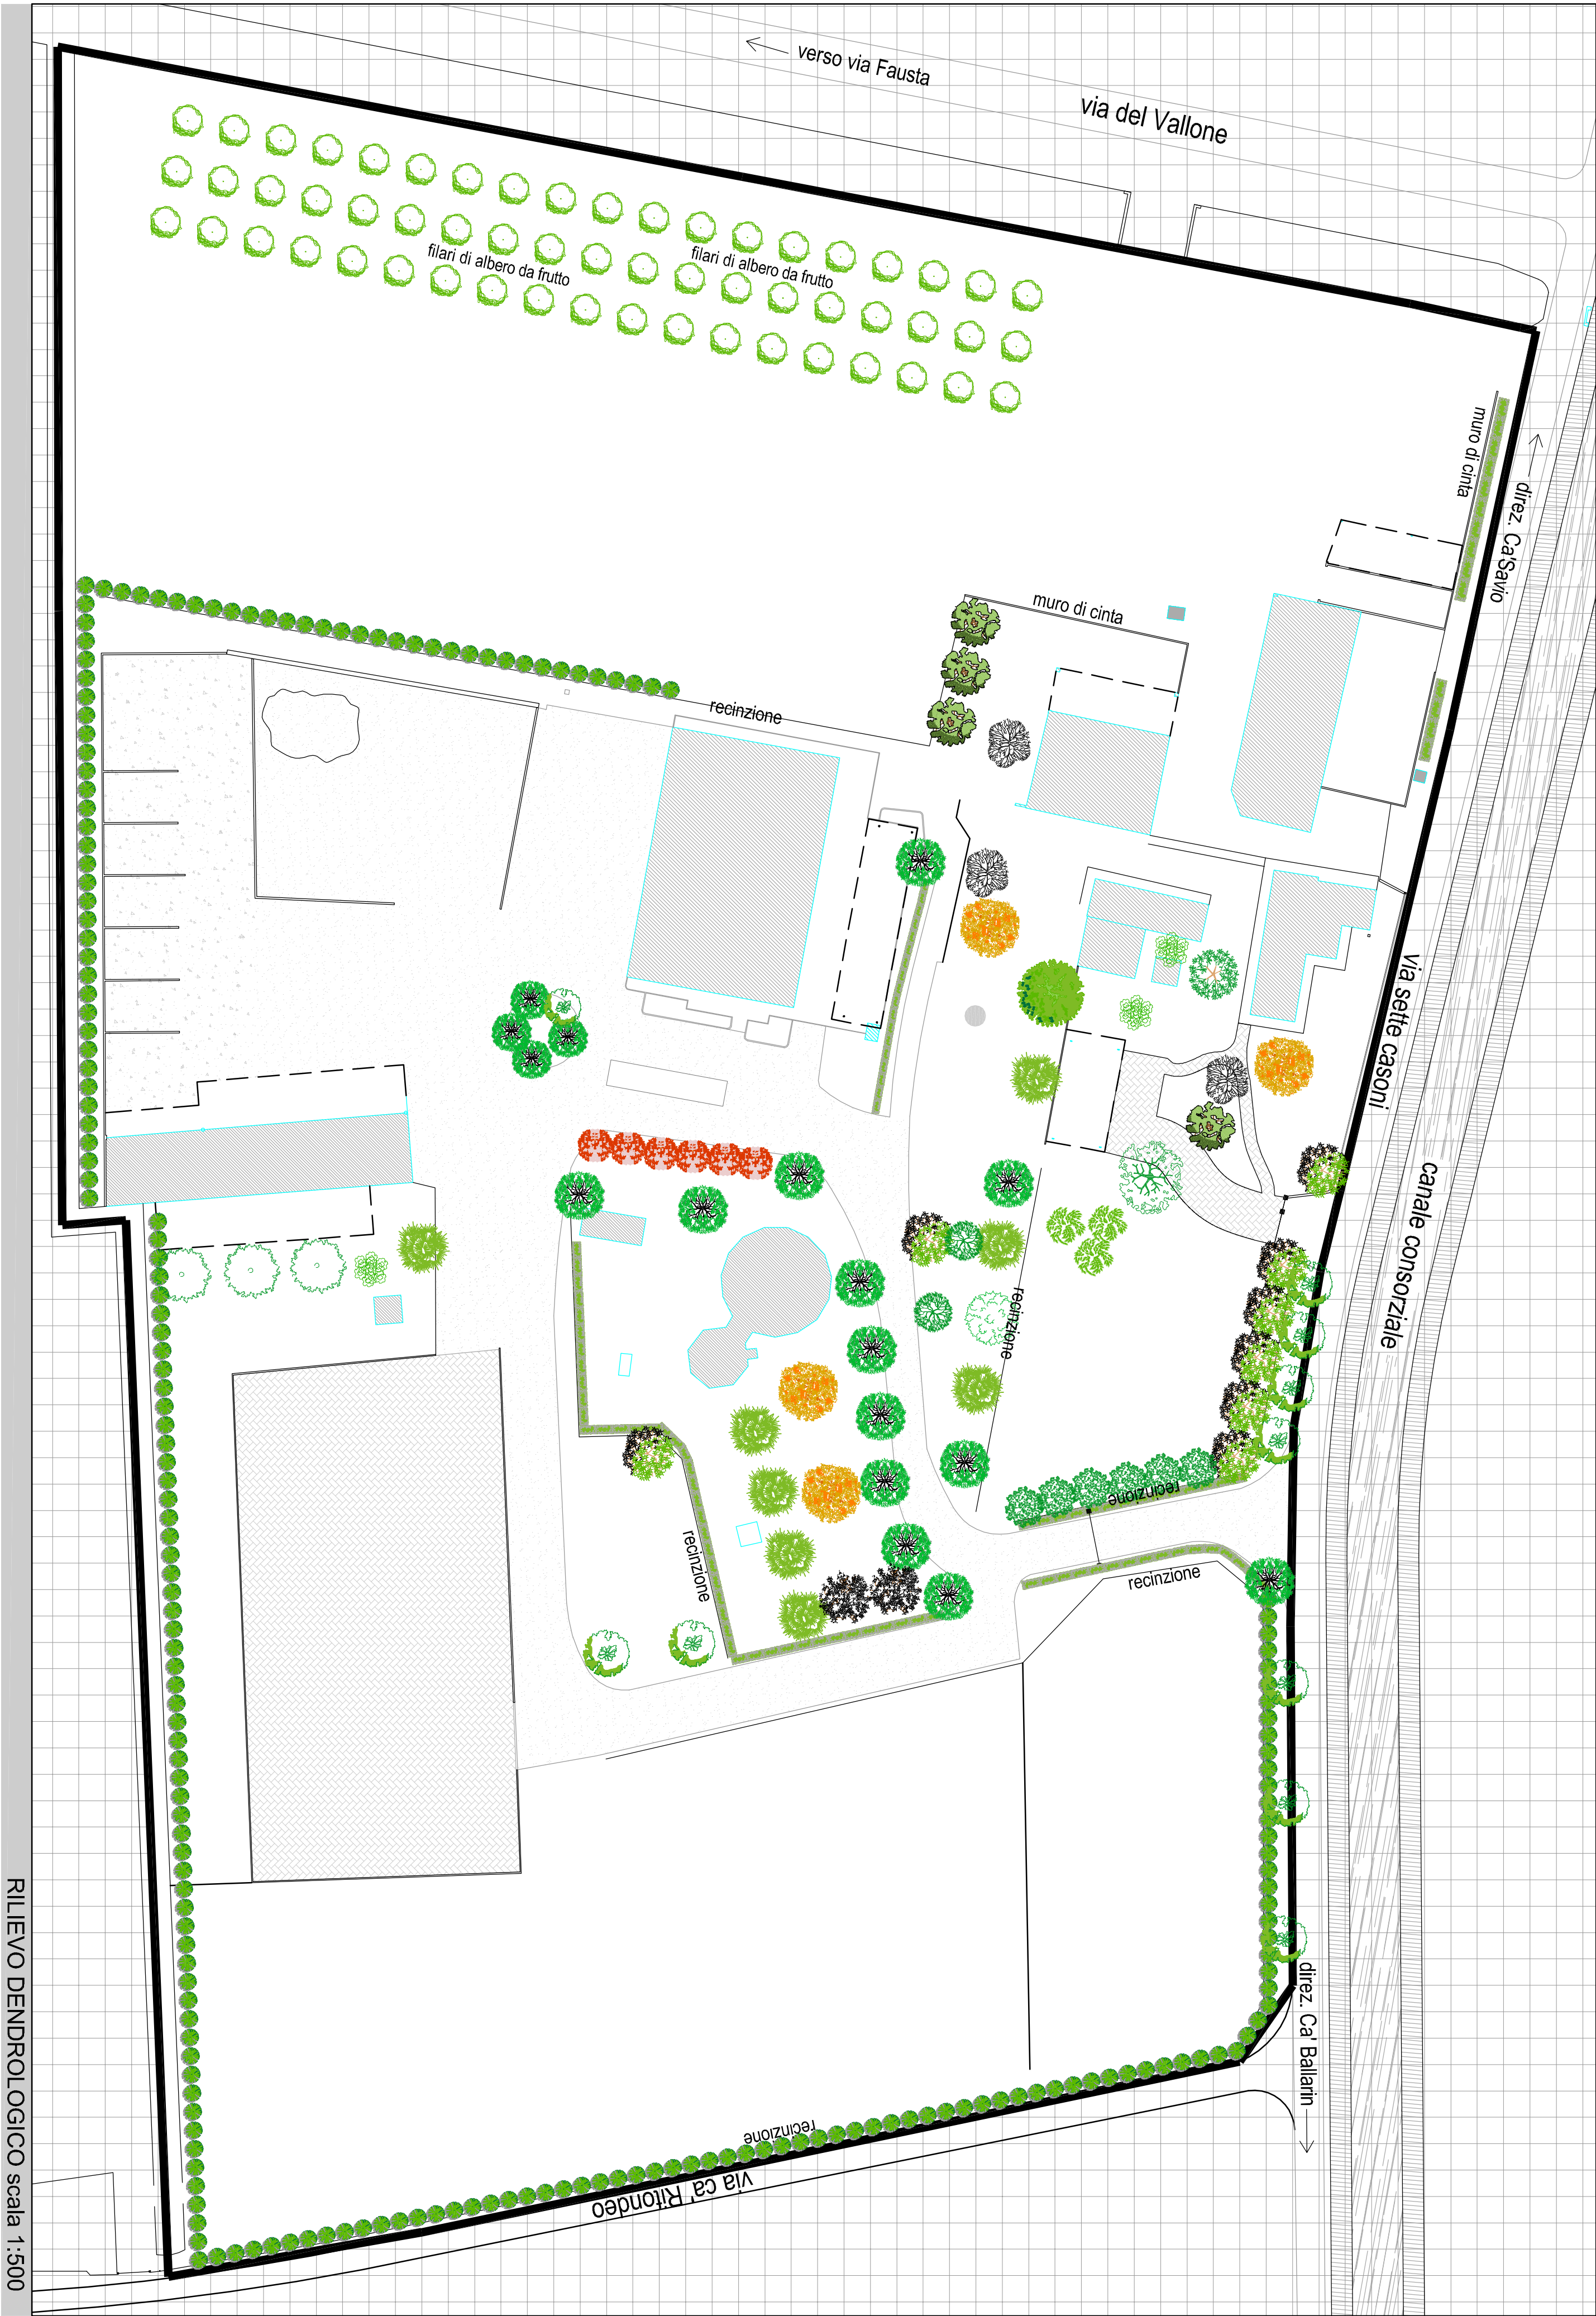 verso via Fausta
via del Vallone
filari di albero da frutto
filari di albero da frutto
muro di cinta
direz. Ca'Savio
muro di cinta
recinzione
via sette casoni
canale consorziale
recinzione
recinzione
recinzione
recinzione
direz. Ca' Ballarin
recinzione
via ca' Ritondeo
RILIEVO DENDROLOGICO scala 1:500